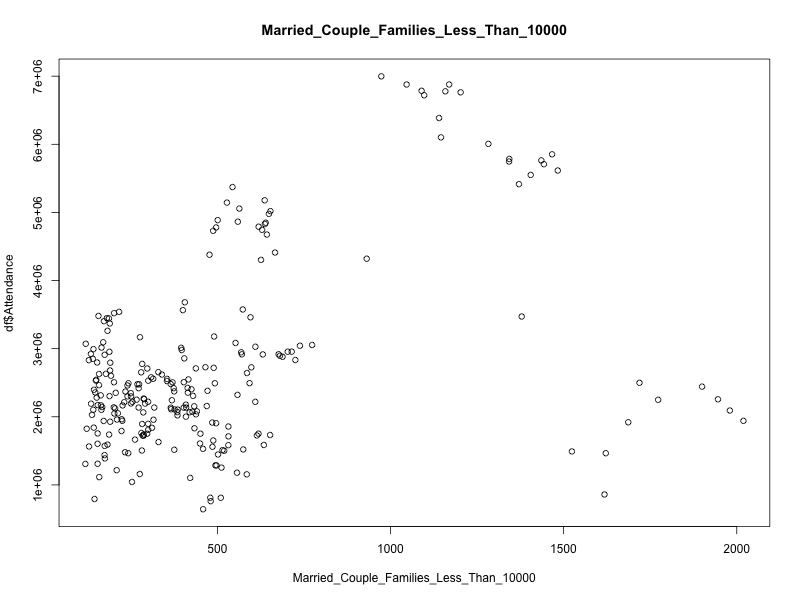 Married_Couple_Families_Less_Than_10000
7e+06
6e+06
5e+06
4e+06
3e+06
2e+06
1e+06
df$Attendance
500
1000
1500
2000
Married_Couple_Families_Less_Than_10000